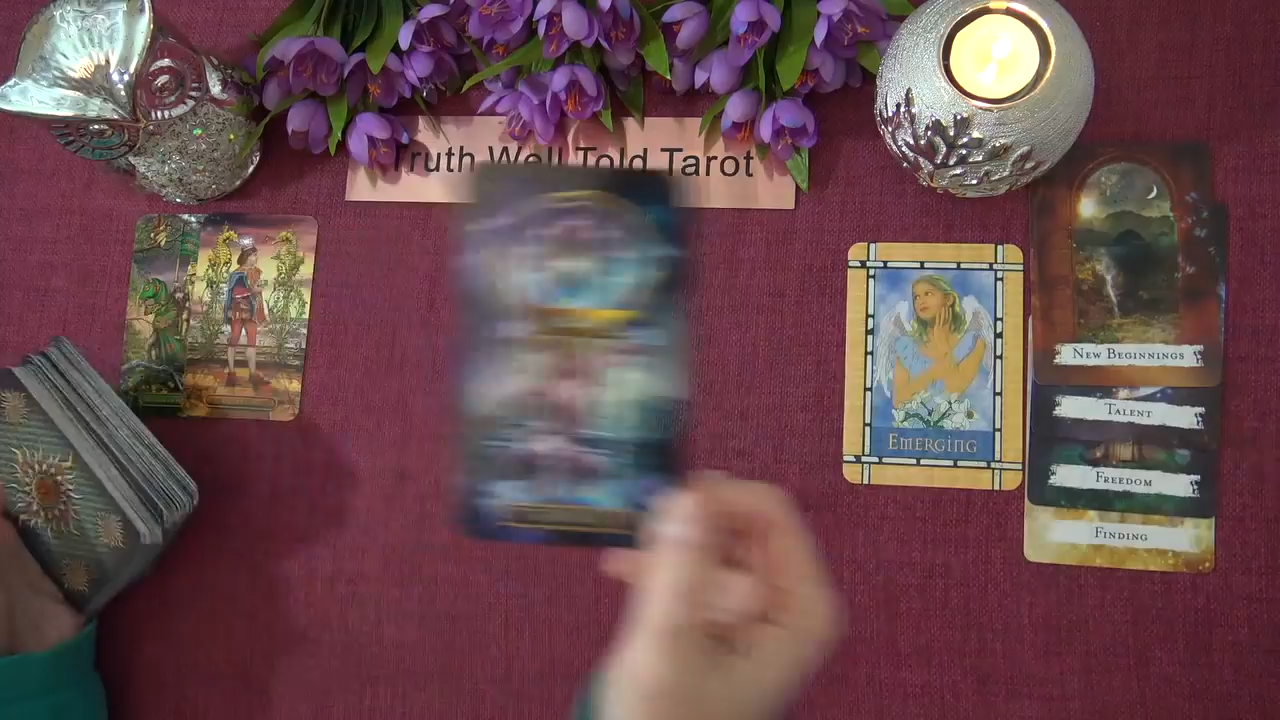 Truth Well Told Tarot
New Beginnings
Talent
Freedom
Finding
Emerging